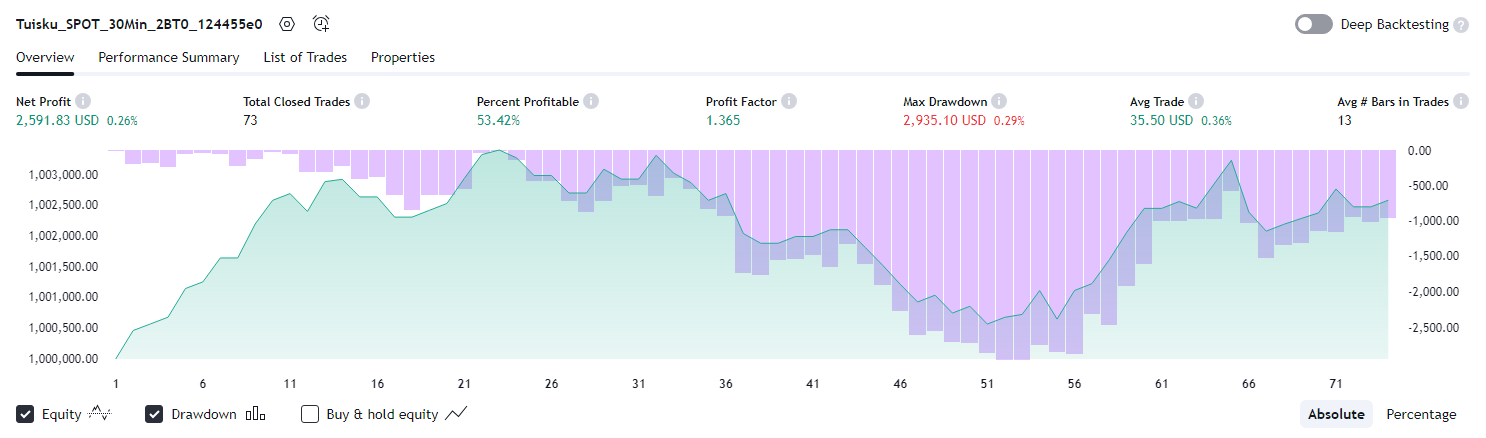 Tuisku_SPOT_30Min_2BT0_124455e0
Deep Backtesting ?
Overview Performance Summary List of Trades Properties
Net Profit Total Closed Trades Percent Profitable Profit Factor Max Drawdown Avg Trade Avg # Bars in Trades
2,591.83 USD 0.26% 73 53.42% 1.365 2,935.10 USD 0.29% 35.50 USD 0.36% 13
0.00
1,003,000.00
-500.00
1,002,500.00
-1,000.00
1,002,000.00
-1,500.00
1,001,500.00
-2,000.00
1,001,000.00
1,000,500.00
-2,500.00
1,000,000.00
1 6 11 16 21 26 31 36 41 46 51 56 61 66 71
Equity Drawdown Buy & hold equity Absolute Percentage